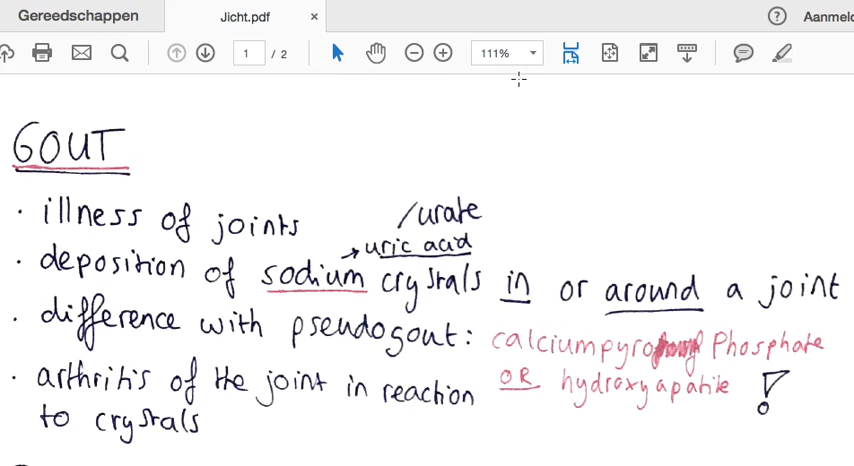 Gereedschappen
Jicht.pdf ×
? Aanmeld
1 / 2
111%
GOUT
· illness of joints
/urate
→ uric acid
· deposition of sodium crystals in or around a joint
· difference with pseudogout: calciumpyro Phosphate
OR hydroxyapatite !
· arthritis of the joint in reaction
to crystals